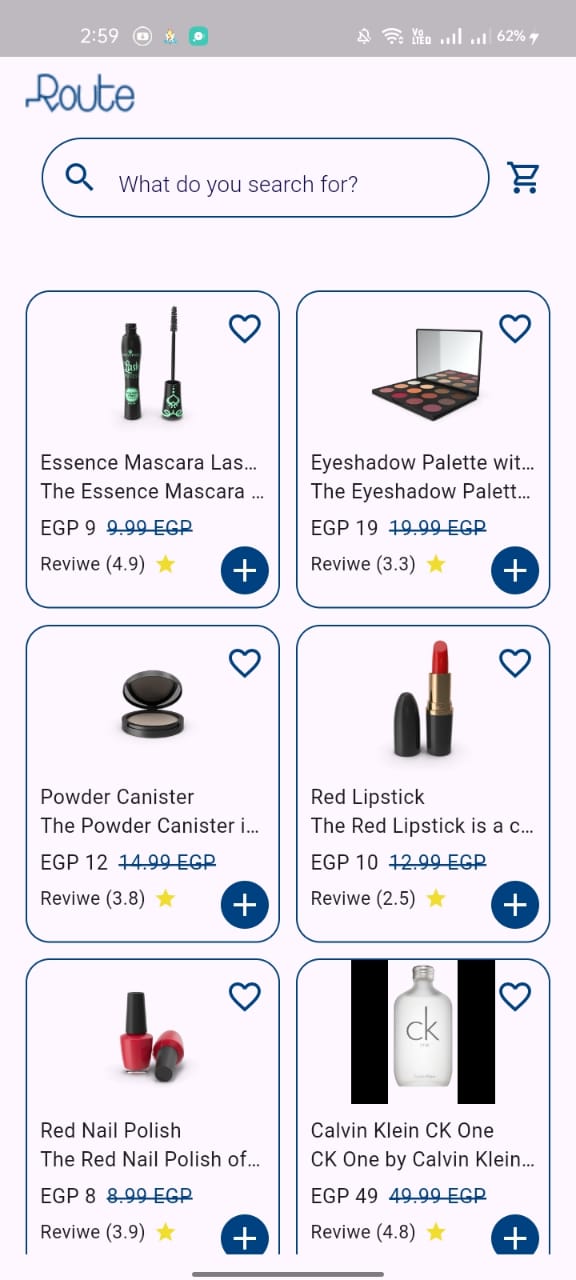 2:59
Vo LTED
62%
Route
What do you search for?
Essence Mascara Las...
The Essence Mascara ...
EGP 9 9.99 EGP
Reviwe (4.9)
Eyeshadow Palette wit...
The Eyeshadow Palett...
EGP 19 19.99 EGP
Reviwe (3.3)
Powder Canister
The Powder Canister i...
EGP 12 14.99 EGP
Reviwe (3.8)
Red Lipstick
The Red Lipstick is a c...
EGP 10 12.99 EGP
Reviwe (2.5)
Red Nail Polish
The Red Nail Polish of...
EGP 8 8.99 EGP
Reviwe (3.9)
ck
Calvin Klein CK One
CK One by Calvin Klein...
EGP 49 49.99 EGP
Reviwe (4.8)